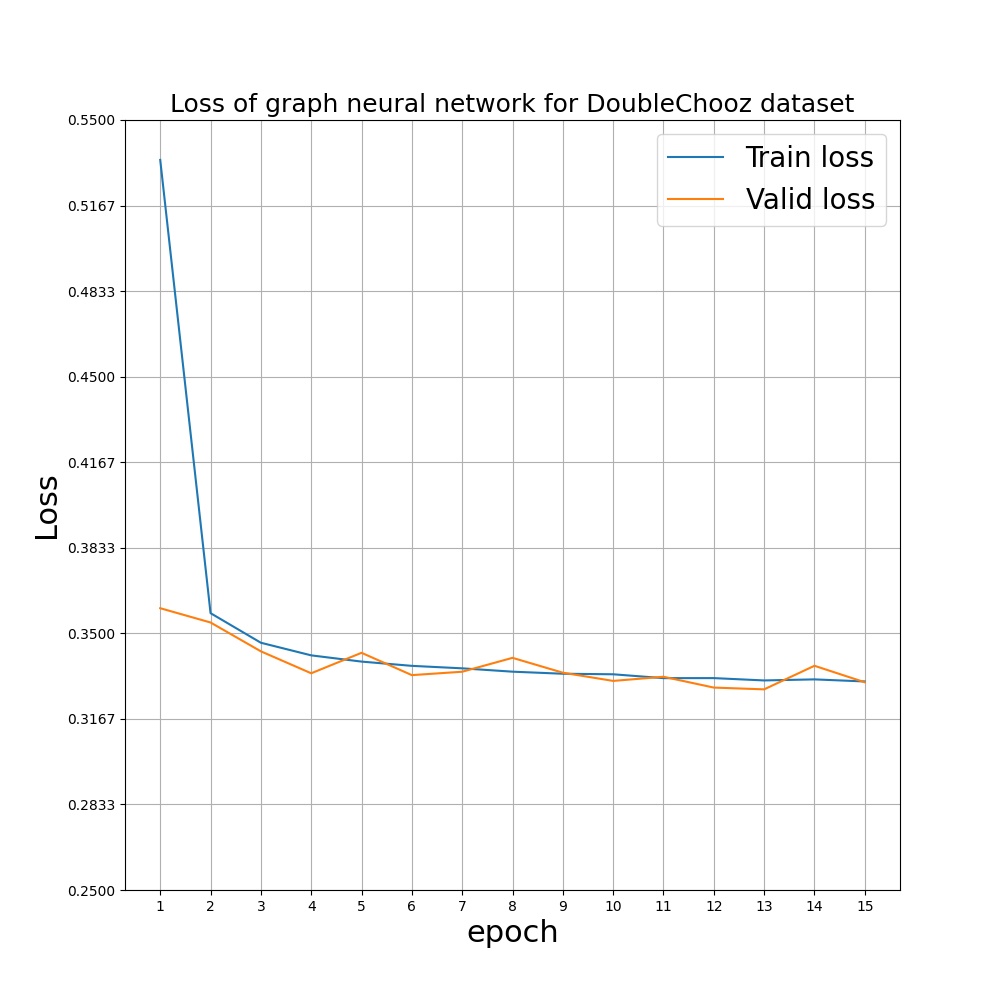 Loss of graph neural network for DoubleChooz dataset
Train loss
Valid loss
0.5500
0.5167
0.4833
0.4500
0.4167
0.3833
0.3500
0.3167
0.2833
0.2500
Loss
1 2 3 4 5 6 7 8 9 10 11 12 13 14 15
epoch